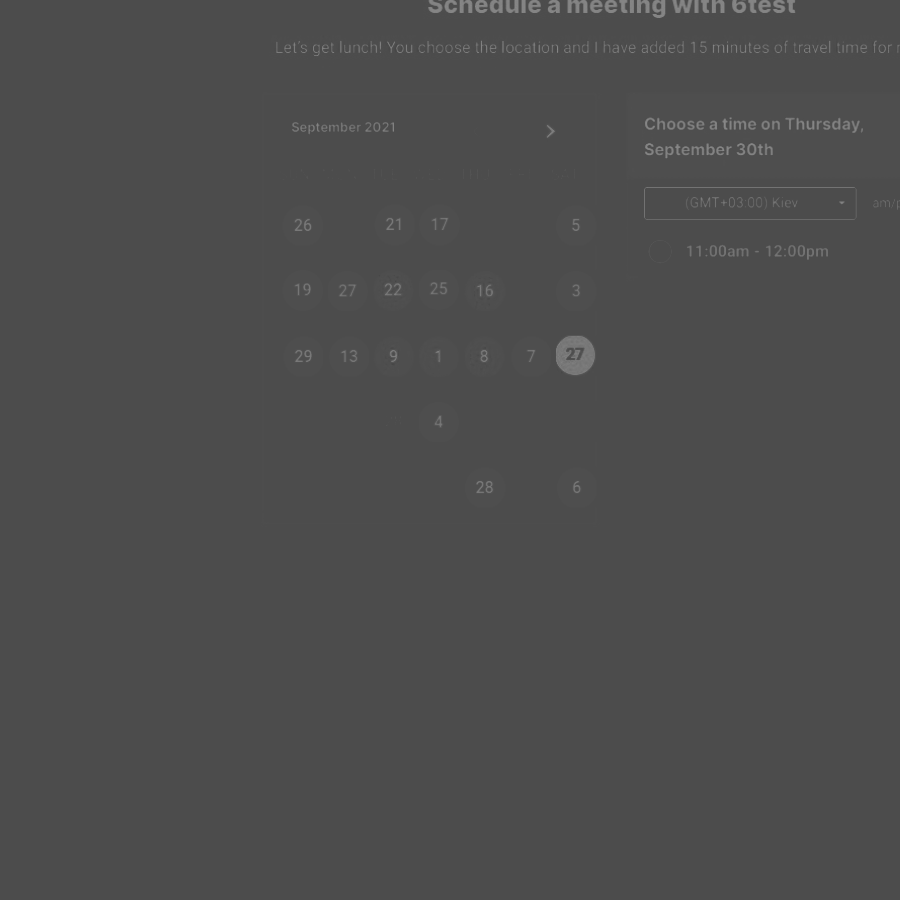 Schedule a meeting with 6test
Let's get lunch! You choose the location and I have added 15 minutes of travel time for
September 2021
Choose a time on Thursday,
September 30th
(GMT+03:00) Kiev
am/p
11:00am - 12:00pm
26 21 17 5
19 27 22 25 16 3
29 13 9 1 8 7 27
4
28 6